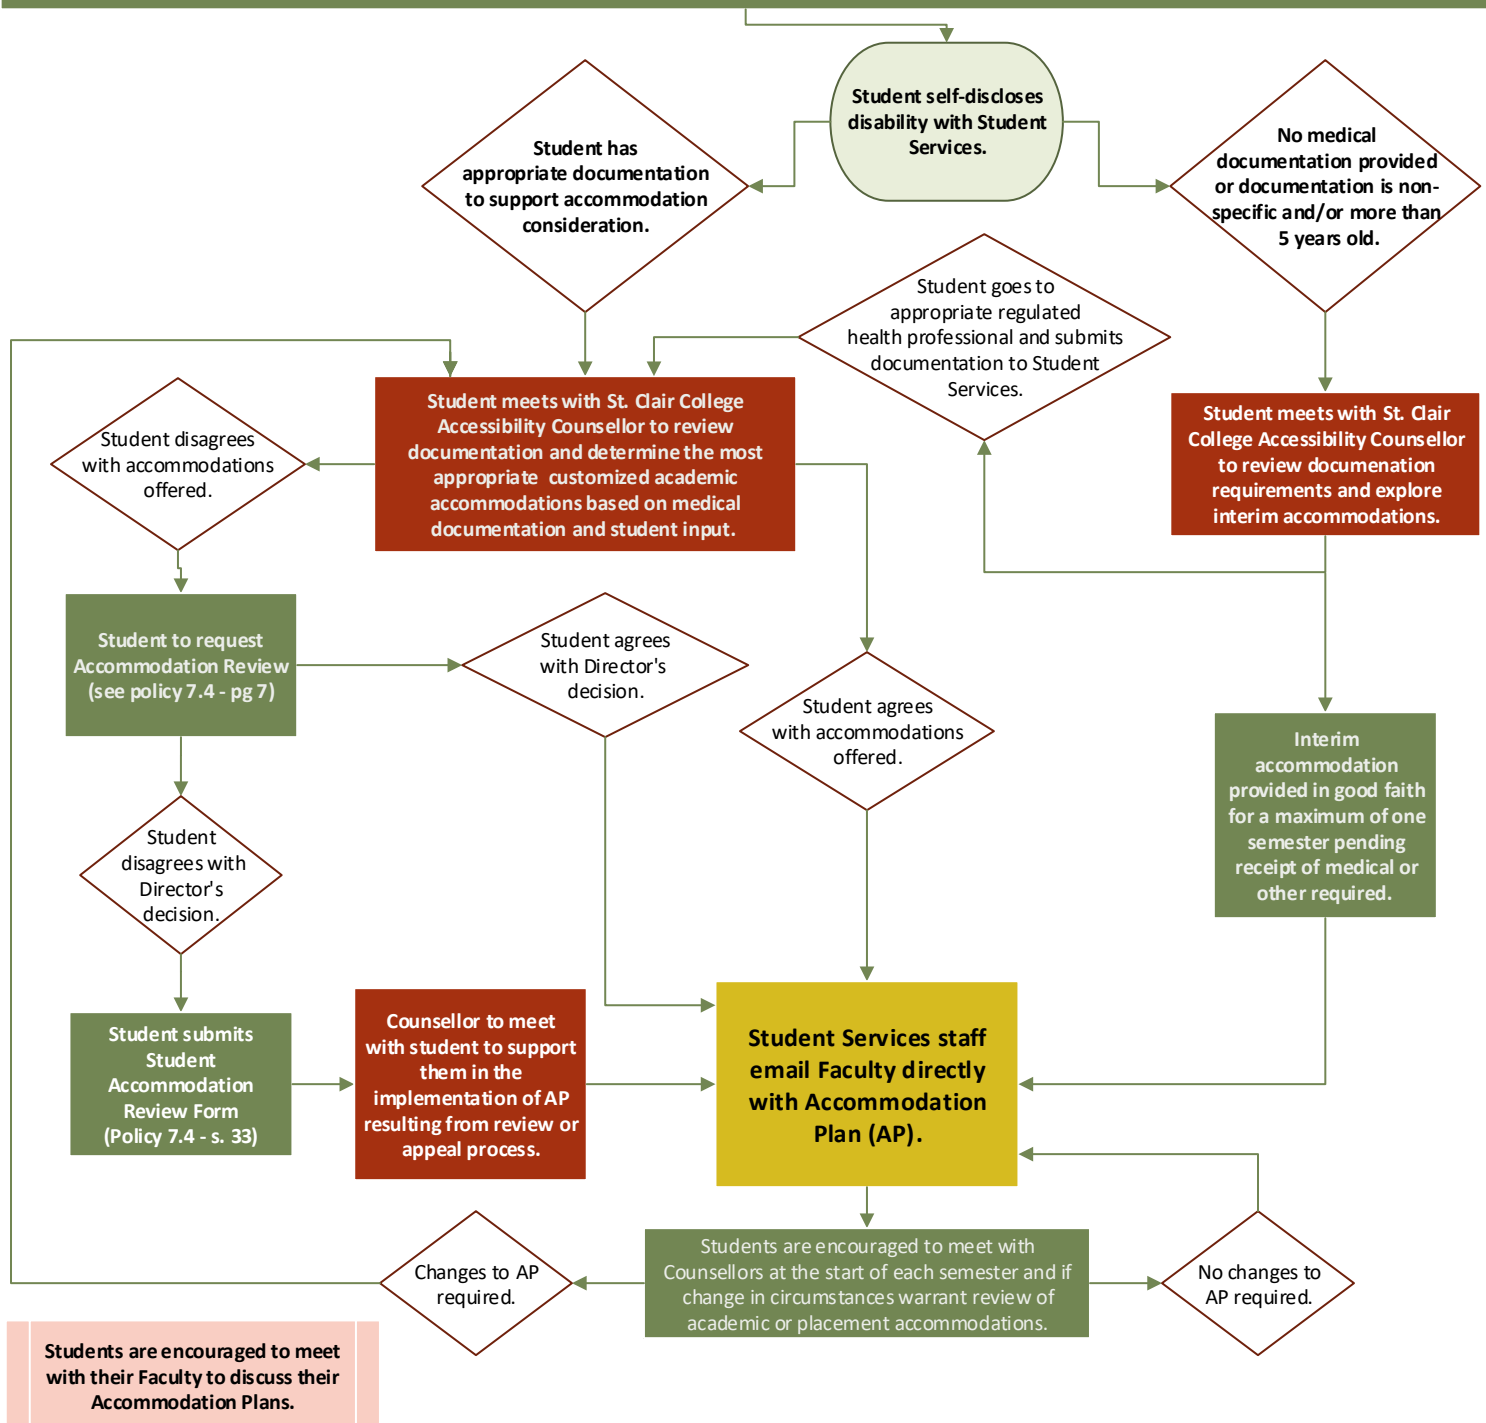 Student self-discloses
disability with Student
Services.
Student has
appropriate documentation
to support accommodation
consideration.
No medical
documentation provided
or documentation is non-
specific and/or more than
5 years old.
Student goes to
appropriate regulated
health professional and submits
documentation to Student
Services.
Student meets with St. Clair College
Accessibility Counsellor to review
documentation and determine the most
appropriate customized academic
accommodations based on medical
documentation and student input.
Student meets with St. Clair
College Accessibility Counsellor
to review documenation
requirements and explore
interim accommodations.
Student disagrees
with accommodations
offered.
Student to request
Accommodation Review
(see policy 7.4 - pg 7)
Student agrees
with Director's
decision.
Student agrees
with accommodations
offered.
Interim
accommodation
provided in good faith
for a maximum of one
semester pending
receipt of medical or
other required.
Student
disagrees with
Director's
decision.
Student submits
Student
Accommodation
Review Form
(Policy 7.4 - s. 33)
Counsellor to meet
with student to support
them in the
implementation of AP
resulting from review or
appeal process.
Student Services staff
email Faculty directly
with Accommodation
Plan (AP).
Changes to AP
required.
Students are encouraged to meet with
Counsellors at the start of each semester and if
change in circumstances warrant review of
academic or placement accommodations.
No changes to
AP required.
Students are encouraged to meet
with their Faculty to discuss their
Accommodation Plans.